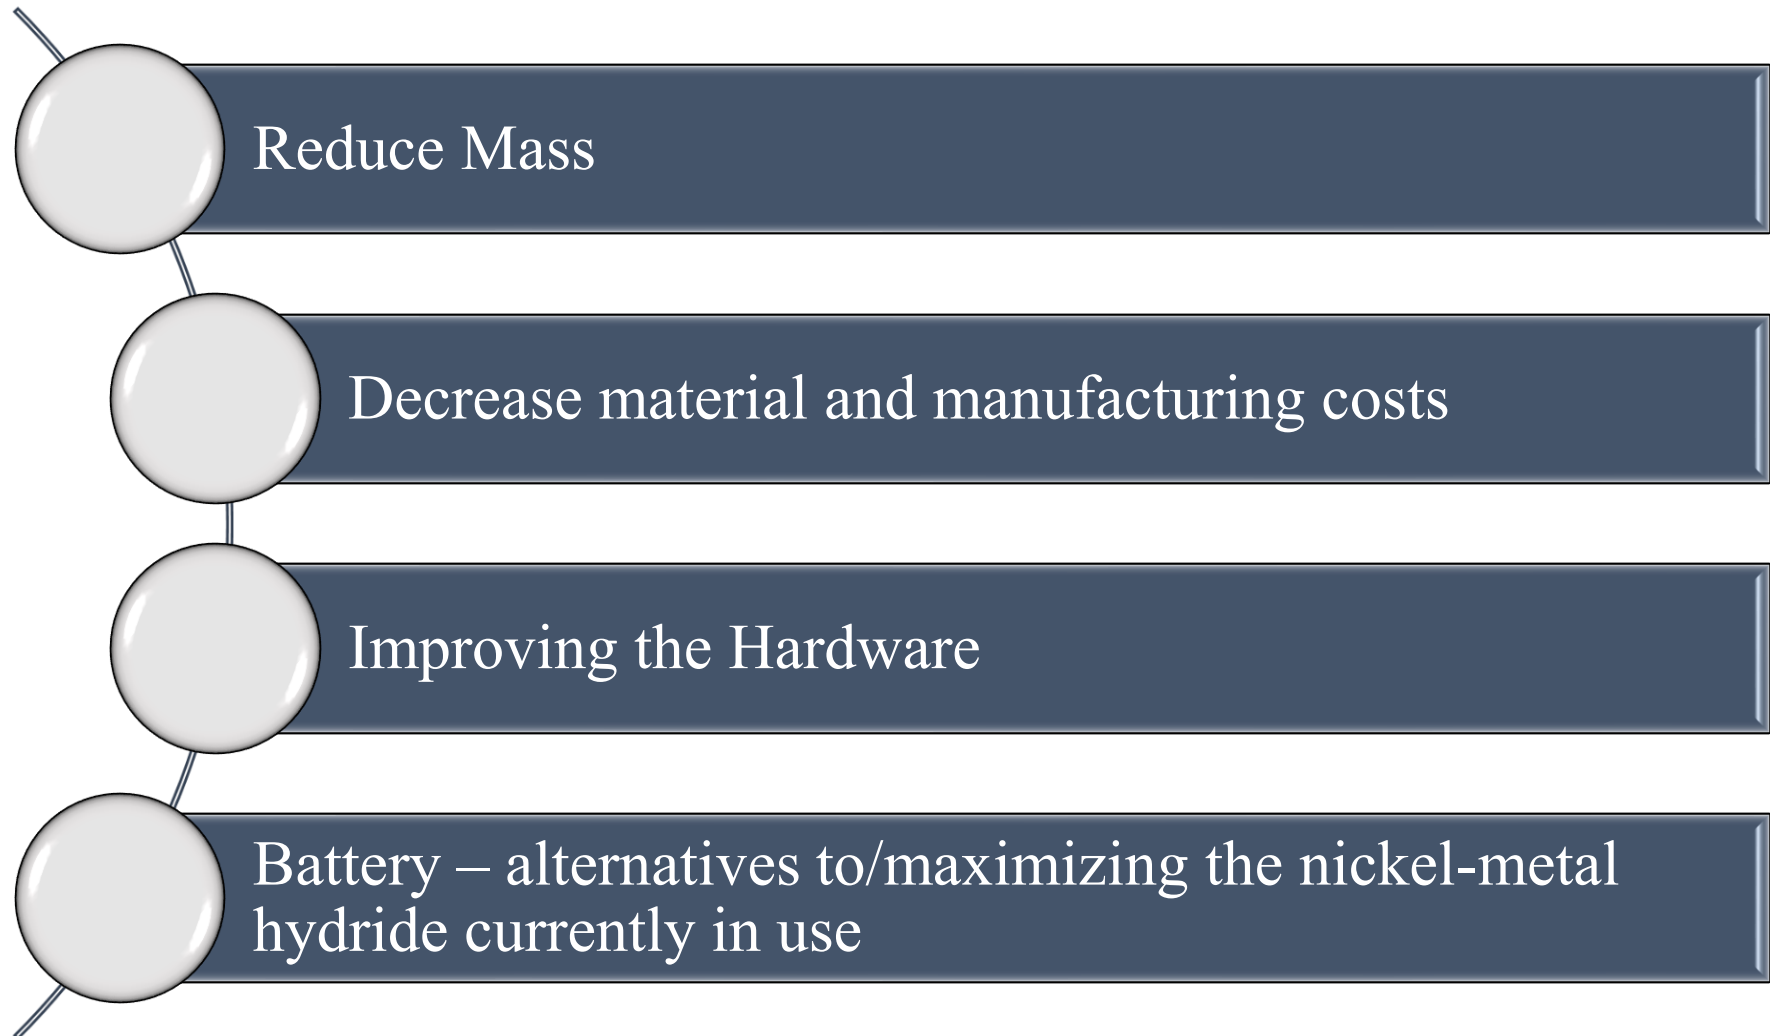 Reduce Mass
Decrease material and manufacturing costs
Improving the Hardware
Battery – alternatives to/maximizing the nickel-metal
hydride currently in use